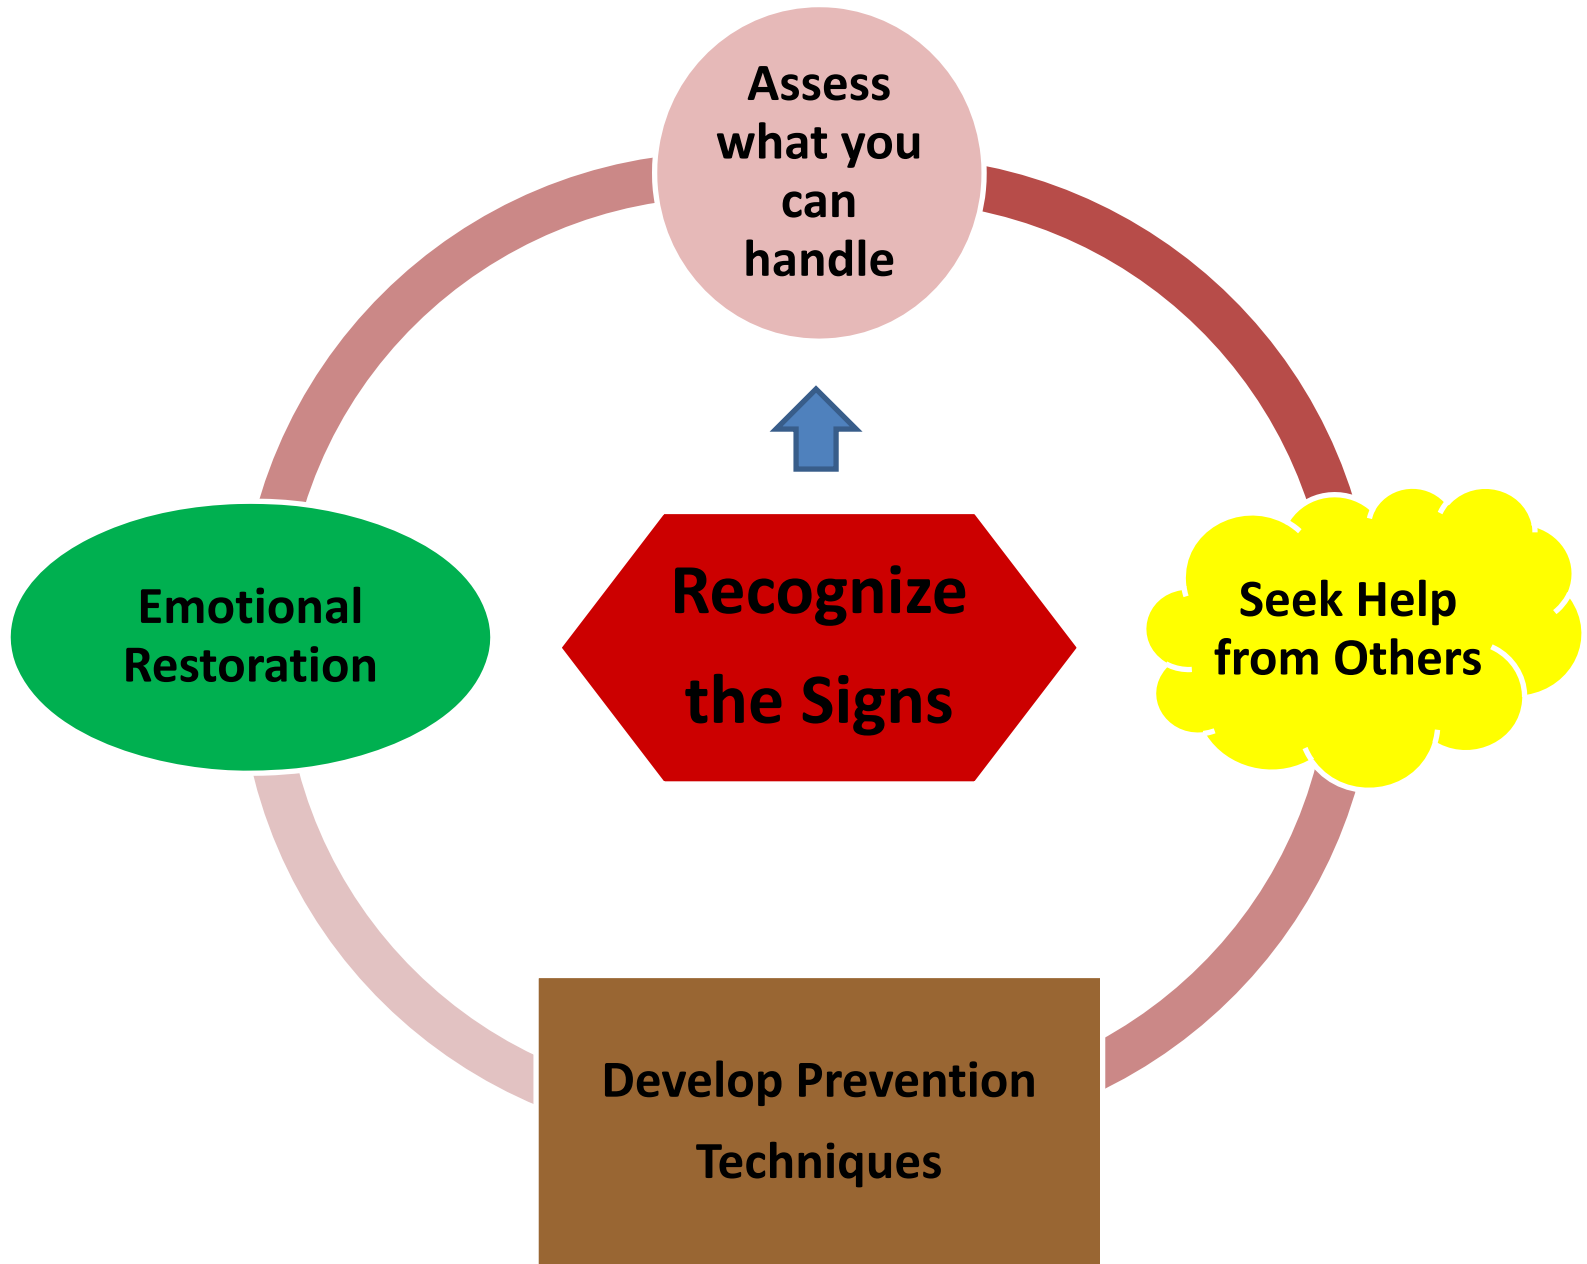 Assess
what you
can
handle
Emotional
Restoration
Recognize
the Signs
Seek Help
from Others
Develop Prevention
Techniques